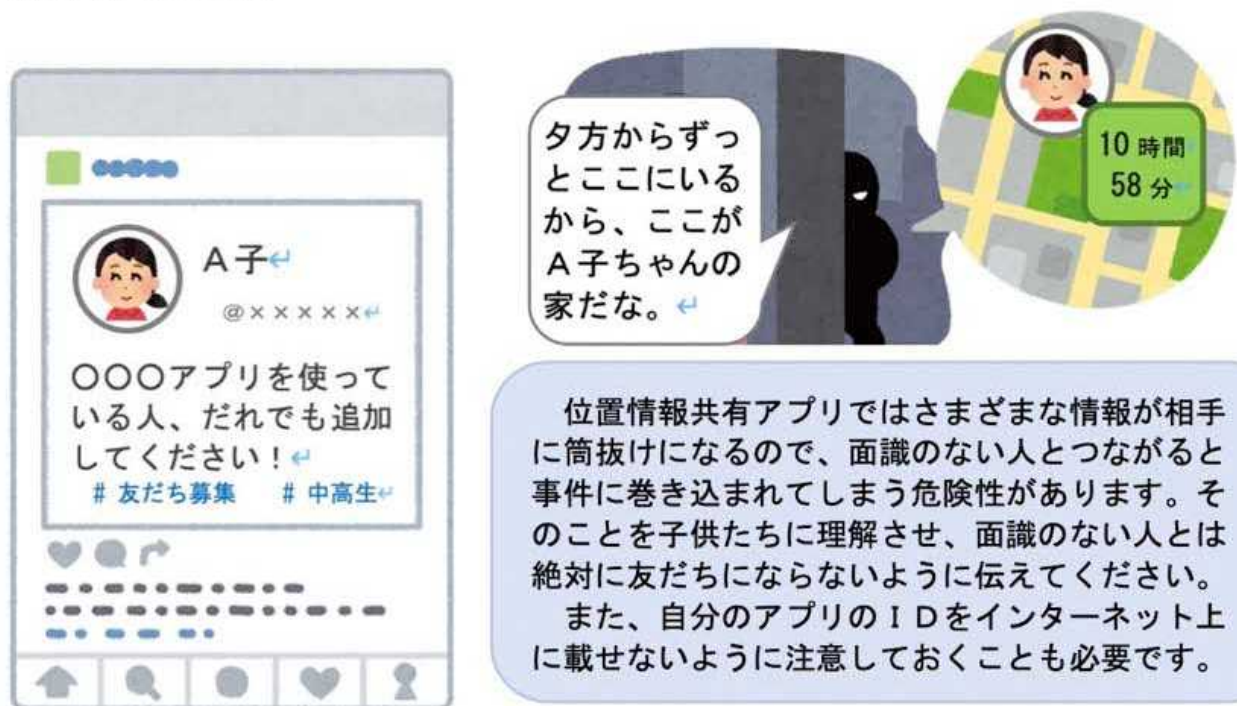 A子↵
@×××××↵
〇〇〇アプリを使って
いる人、だれでも追加
してください！↵
# 友だち募集 # 中高生↵
夕方からずっ
とここにいる
から、ここが
A子ちゃんの
家だな。↵
10 時間
58 分↵
位置情報共有アプリではさまざまな情報が相手
に筒抜けになるので、面識のない人とつながると
事件に巻き込まれてしまう危険性があります。そ
のことを子供たちに理解させ、面識のない人とは
絶対に友だちにならないように伝えてください。
また、自分のアプリのＩＤをインターネット上
に載せないように注意しておくことも必要です。